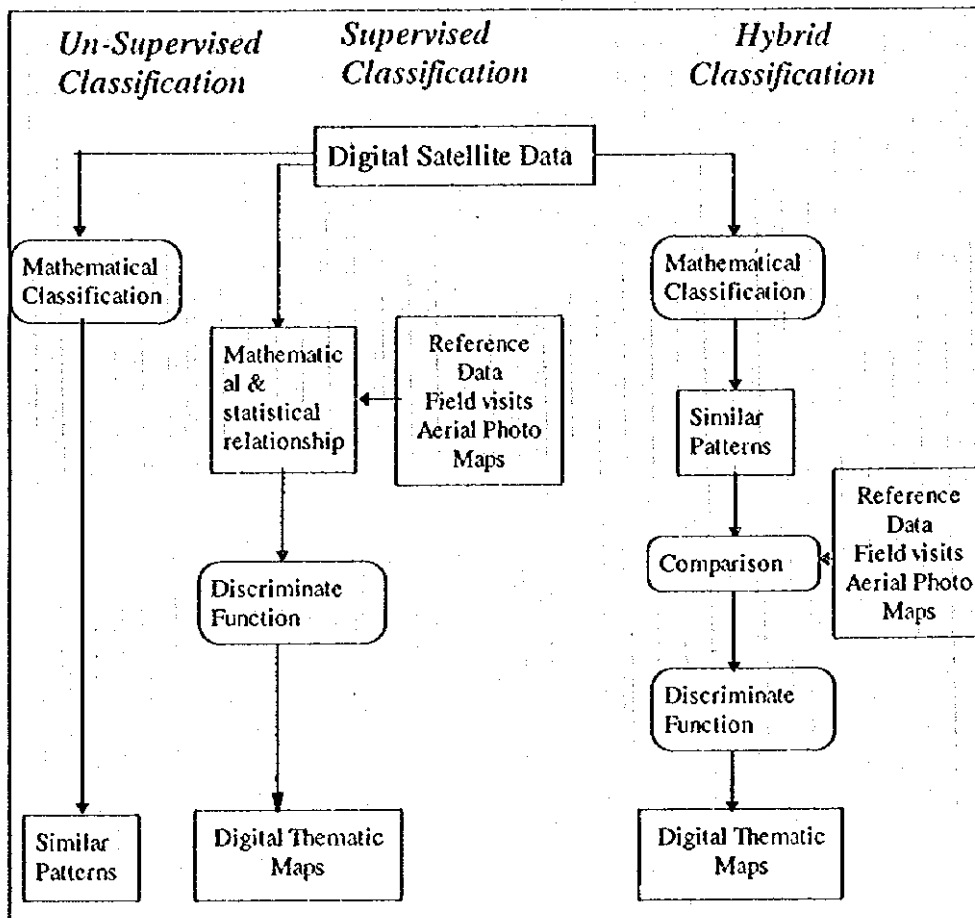 Un-Supervised
Classification
Supervised
Classification
Hybrid
Classification
Digital Satellite Data
Mathematical
Classification
Mathematic
al &
statistical
relationship
Reference
Data
Field visits
Aerial Photo
Maps
Discriminate
Function
Similar
Patterns
Digital Thematic
Maps
Mathematical
Classification
Similar
Patterns
Reference
Data
Field visits
Aerial Photo
Maps
Comparison
Discriminate
Function
Digital Thematic
Maps